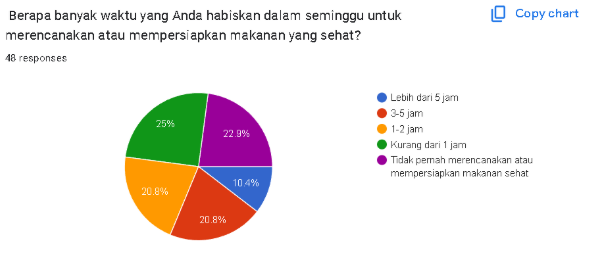 Berapa banyak waktu yang Anda habiskan dalam seminggu untuk
merencanakan atau mempersiapkan makanan yang sehat?
Copy chart
48 responses
25%
22.9%
10.4%
20.8%
20.8%
Lebih dari 5 jam
3-5 jam
1-2 jam
Kurang dari 1 jam
Tidak pernah merencanakan atau
mempersiapkan makanan sehat